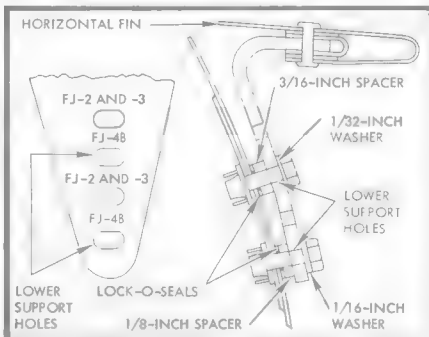 HORIZONTAL FIN
FJ-2 AND -3
FJ-4B
FJ-2 AND -3
FJ-4B
LOWER
SUPPORT
HOLES
LOCK-O-SEALS
1/8-INCH SPACER
3/16-INCH SPACER
1/32-INCH
WASHER
LOWER
SUPPORT
HOLES
1/16-INCH
WASHER